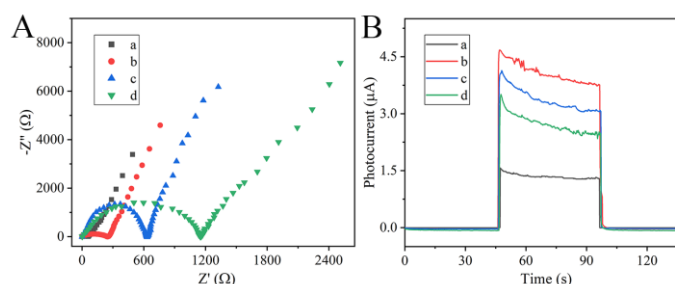 A
8000
6000
4000
2000
0
-Z'' (Ω)
a
b
c
d
0
600
1200
1800
2400
Z' (Ω)
B
4.5
3.0
1.5
0.0
Photocurrent (μA)
a
b
c
d
0
30
60
90
120
Time (s)